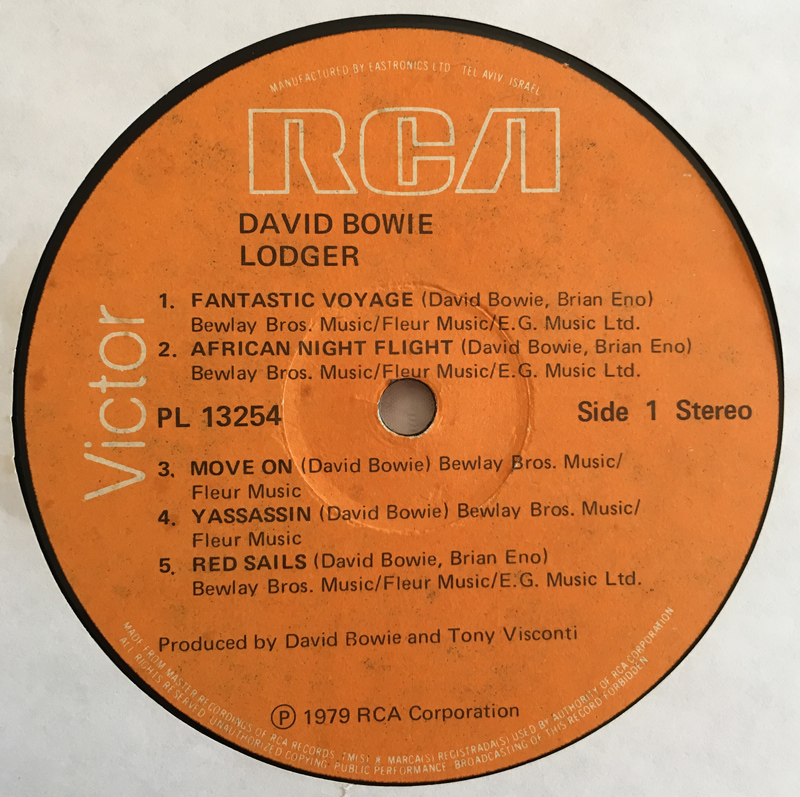 MANUFACTURED BY EASTRONICS LTD TEL AVIV ISRAEL
RCA
DAVID BOWIE
LODGER
Victor
1. FANTASTIC VOYAGE (David Bowie, Brian Eno)
Bewlay Bros. Music/Fleur Music/E.G. Music Ltd.
2. AFRICAN NIGHT FLIGHT (David Bowie, Brian Eno)
Bewlay Bros. Music/Fleur Music/E.G. Music Ltd.
PL 13254
Side 1 Stereo
3. MOVE ON (David Bowie) Bewlay Bros. Music/
Fleur Music
4. YASSASSIN (David Bowie) Bewlay Bros. Music/
Fleur Music
5. RED SAILS (David Bowie, Brian Eno)
Bewlay Bros. Music/Fleur Music/E.G. Music Ltd.
Produced by David Bowie and Tony Visconti
Ⓟ 1979 RCA Corporation
MADE FROM MASTER RECORDINGS OF RCA RECORDS. TM(S) ® MARCA(S) REGISTRADA(S) USED BY AUTHORITY OF RCA CORPORATION
ALL RIGHTS RESERVED. UNAUTHORIZED COPYING PUBLIC PERFORMANCE BROADCASTING OF THIS RECORD FORBIDDEN